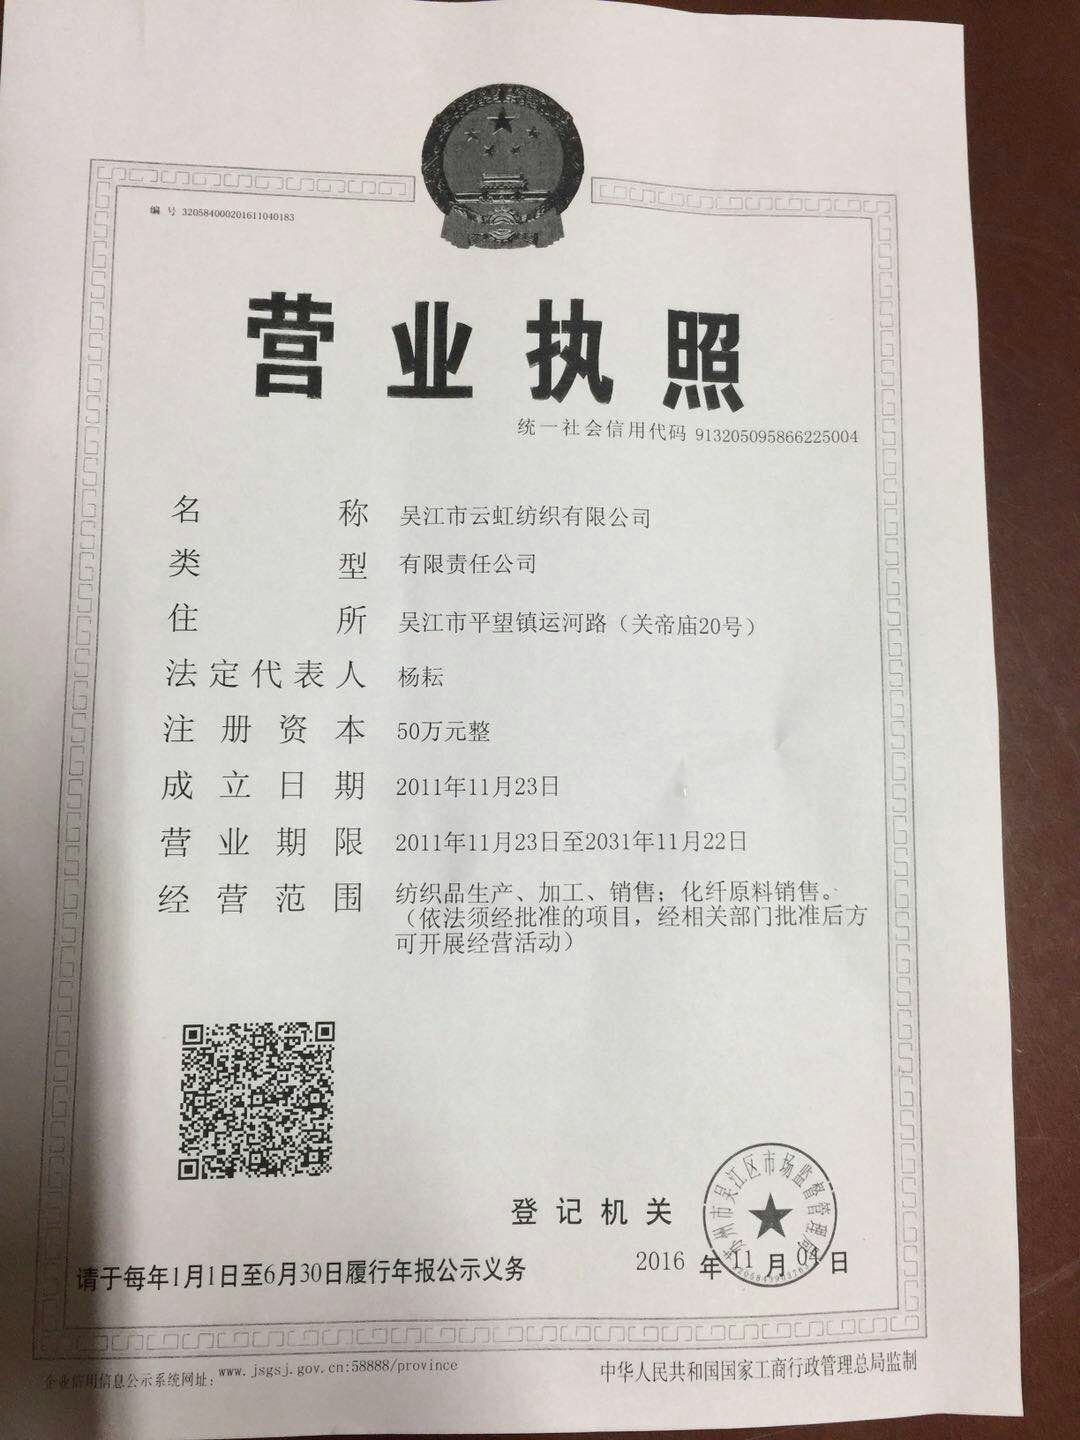 编 号 320584000201611040183
营业执照
统一社会信用代码 913205095866225004
名称 吴江市云虹纺织有限公司
类型 有限责任公司
住所 吴江市平望镇运河路（关帝庙20号）
法定代表人 杨耘
注册资本 50万元整
成立日期 2011年11月23日
营业期限 2011年11月23日至2031年11月22日
经营范围 纺织品生产、加工、销售；化纤原料销售。
（依法须经批准的项目，经相关部门批准后方
可开展经营活动）
苏州市吴江区市场监督管理局
登记机关
2016 年 11 月 04 日
请于每年1月1日至6月30日履行年报公示义务
企业信用信息公示系统网址： www.jsgsj.gov.cn:58888/province
中华人民共和国国家工商行政管理总局监制